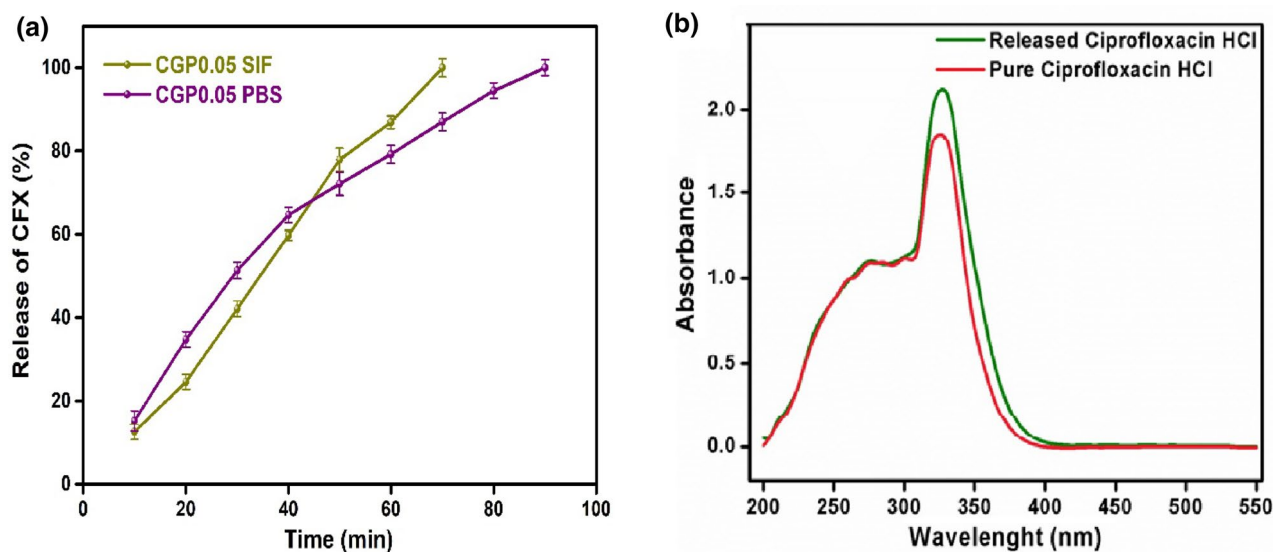 (a)
CGP0.05 SIF
CGP0.05 PBS
Release of CFX (%)
100
80
60
40
20
0
0 20 40 60 80 100
Time (min)
(b)
Released Ciprofloxacin HCl
Pure Ciprofloxacin HCl
Absorbance
2.0
1.5
1.0
0.5
0.0
200 250 300 350 400 450 500 550
Wavelenght (nm)